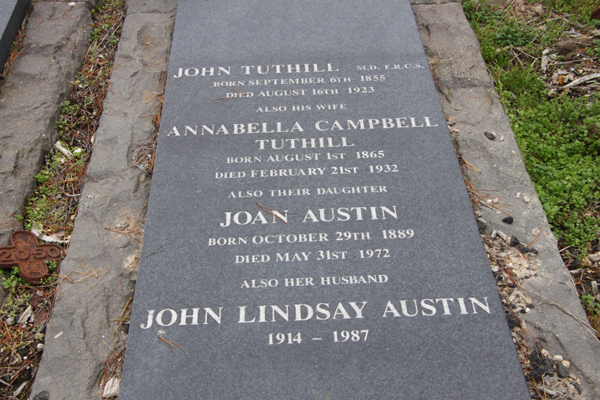 JOHN TUTHILL M.D. F.R.C.S.
BORN SEPTEMBER 6TH 1855
DIED AUGUST 16TH 1923
ALSO HIS WIFE
ANNABELLA CAMPBELL
TUTHILL
BORN AUGUST 1ST 1865
DIED FEBRUARY 21ST 1932
ALSO THEIR DAUGHTER
JOAN AUSTIN
BORN OCTOBER 29TH 1889
DIED MAY 31ST 1972
ALSO HER HUSBAND
JOHN LINDSAY AUSTIN
1914 – 1987